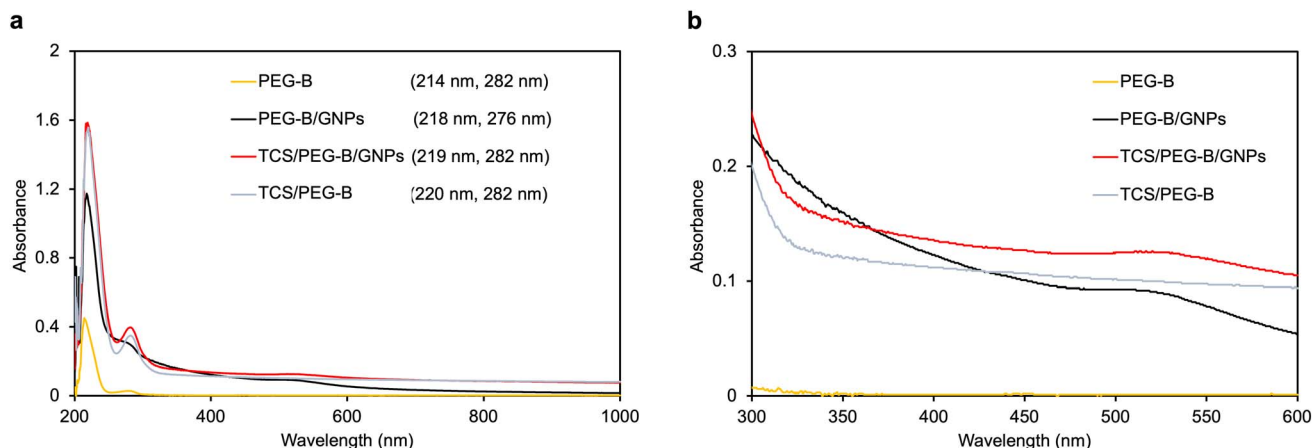 a
2
1.6
1.2
0.8
0.4
0
Absorbance
200
400
600
800
1000
Wavelength (nm)
PEG-B (214 nm, 282 nm)
PEG-B/GNPs (218 nm, 276 nm)
TCS/PEG-B/GNPs (219 nm, 282 nm)
TCS/PEG-B (220 nm, 282 nm)
b
0.3
0.2
0.1
0
Absorbance
300
350
400
450
500
550
600
Wavelength (nm)
PEG-B
PEG-B/GNPs
TCS/PEG-B/GNPs
TCS/PEG-B